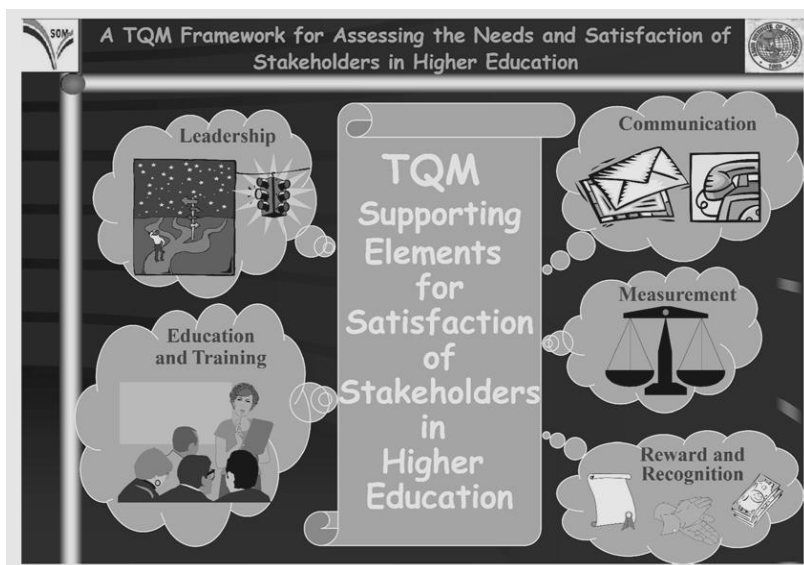 SOM
A TQM Framework for Assessing the Needs and Satisfaction of
Stakeholders in Higher Education
Leadership
Education
and Training
TQM
Supporting
Elements
for
Satisfaction
of
Stakeholders
in
Higher
Education
Communication
Measurement
Reward and
Recognition